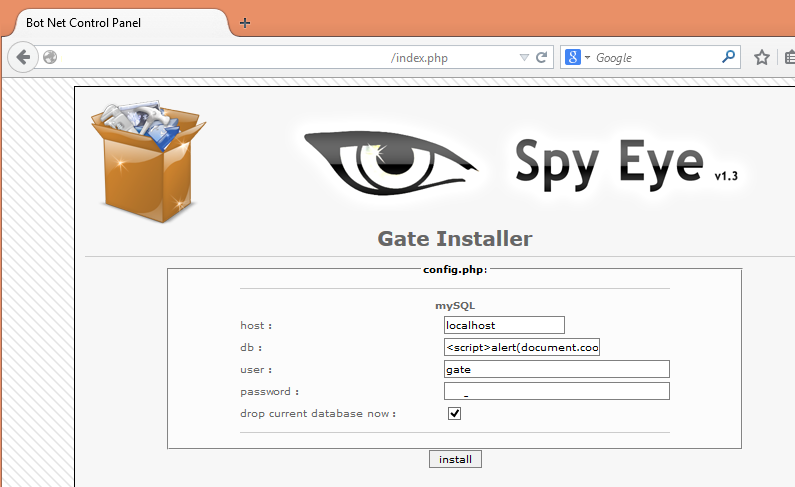 Bot Net Control Panel
/index.php
Google
Spy Eye v1.3
Gate Installer
config.php:
mySQL
host : localhost
db : <script>alert(document.coo
user : gate
password : _
drop current database now :
install